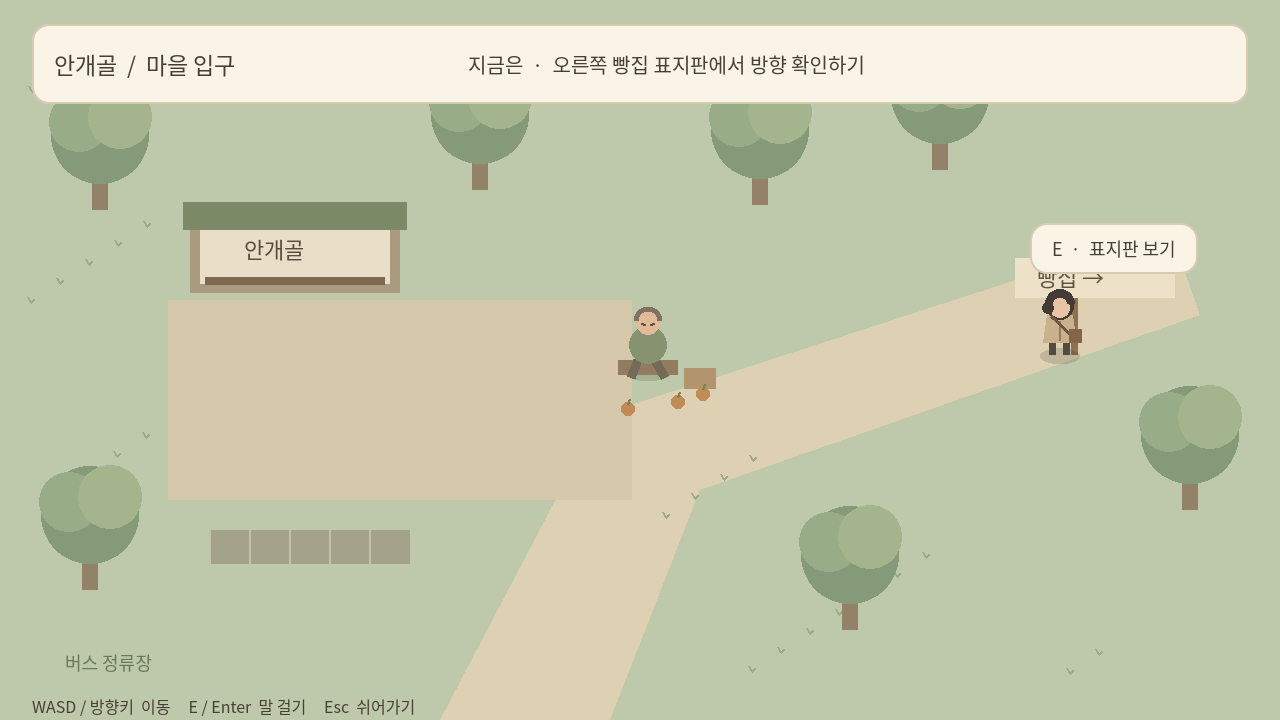 안개골 / 마을 입구
지금은 · 오른쪽 빵집 표지판에서 방향 확인하기
안개골
E · 표지판 보기
빵집 →
버스 정류장
WASD / 방향키 이동 E / Enter 말 걸기 Esc 쉬어가기